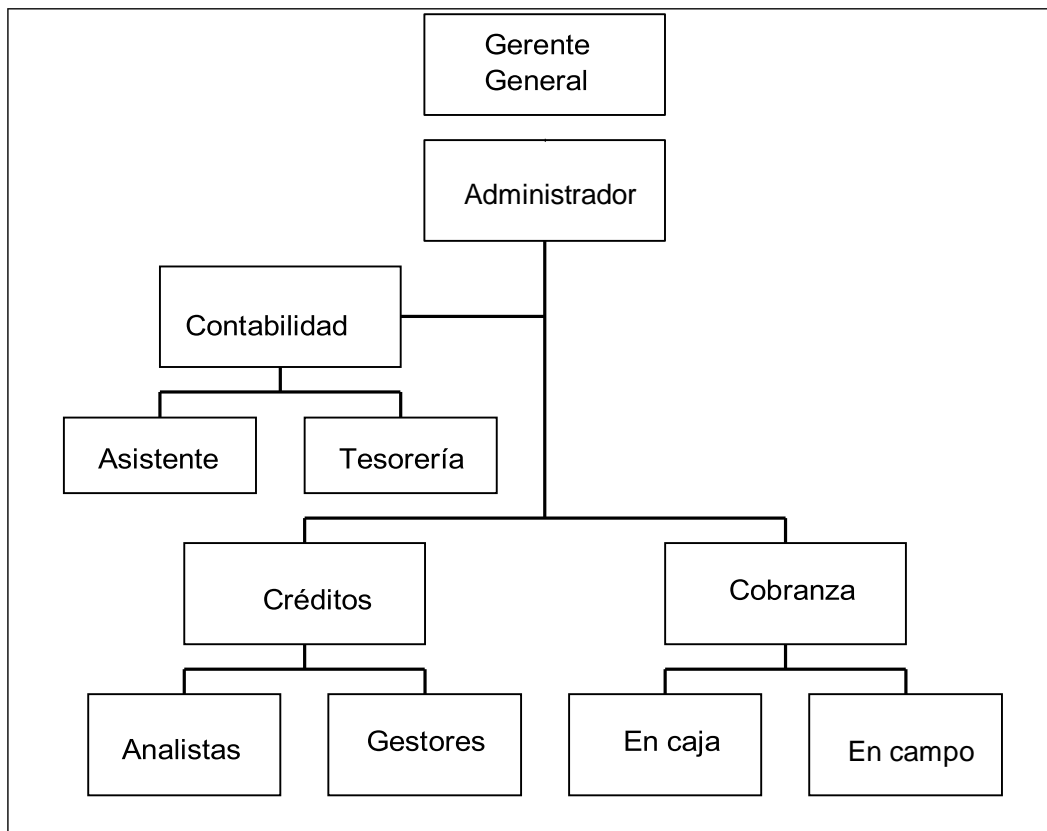 Gerente
General
Administrador
Contabilidad
Asistente
Tesorería
Créditos
Cobranza
Analistas
Gestores
En caja
En campo